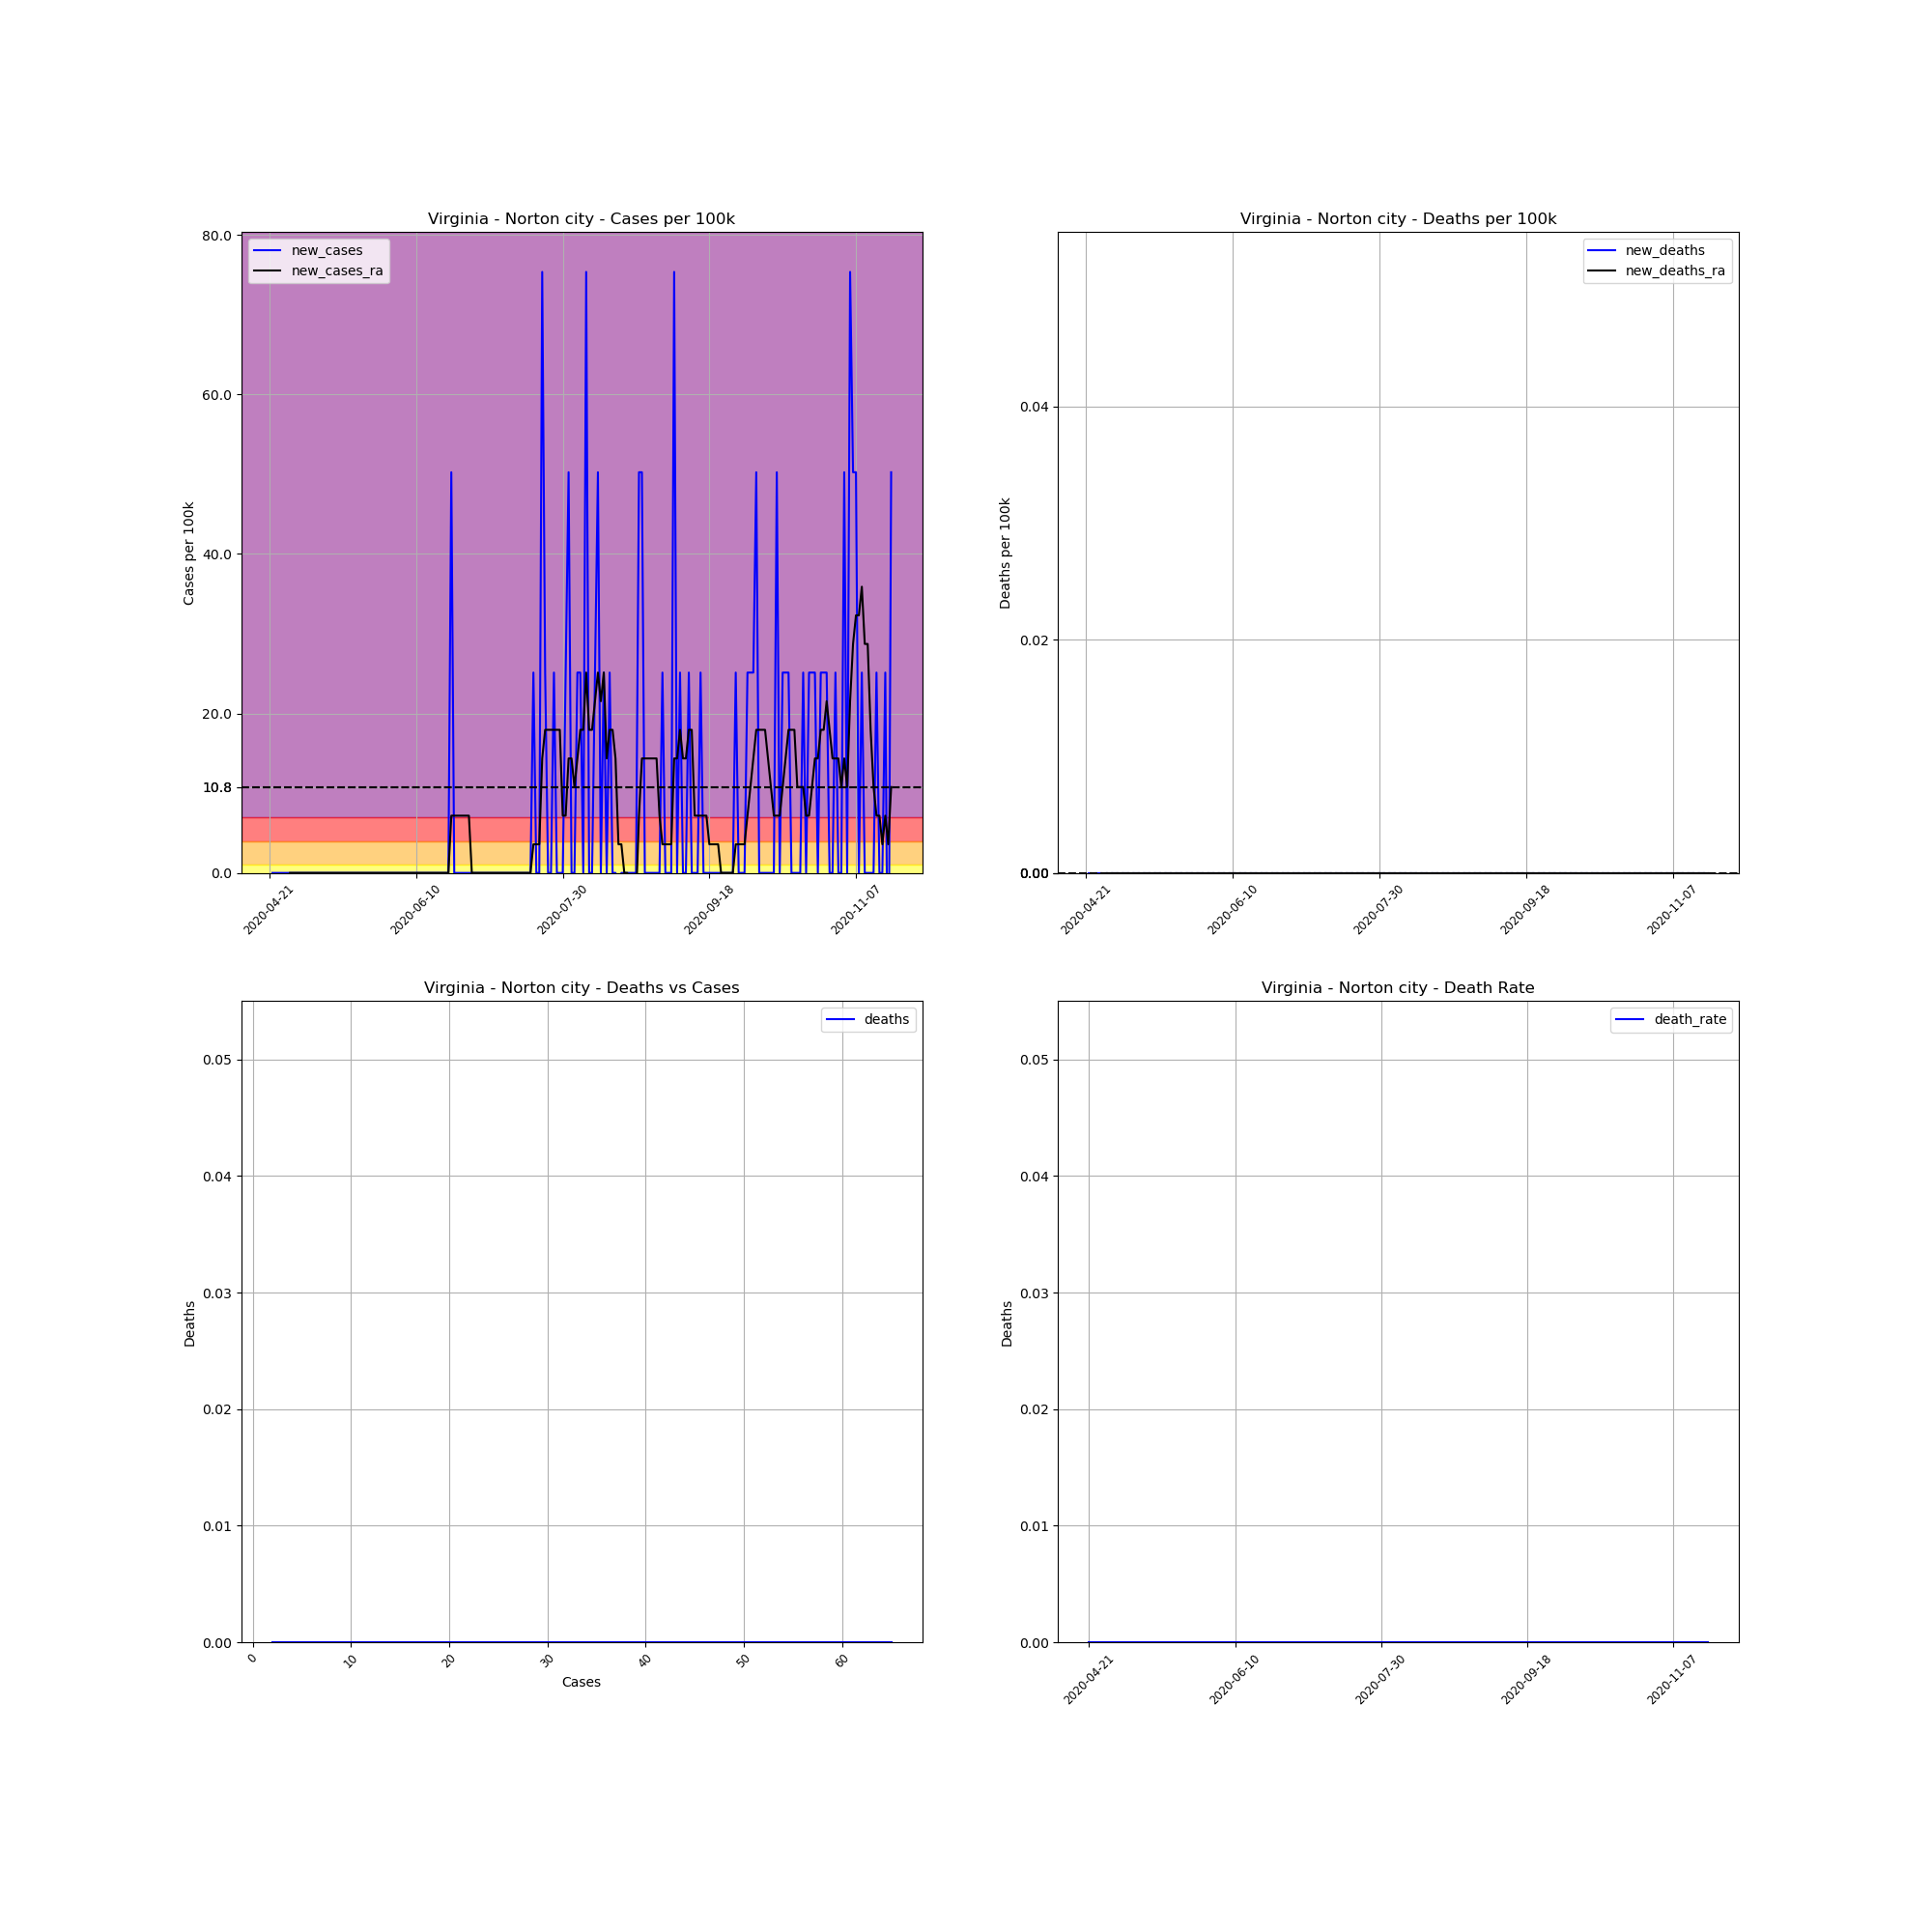 Virginia - Norton city - Cases per 100k
new_cases
new_cases_ra
Cases per 100k
80.0
60.0
40.0
20.0
10.8
0.0
2020-04-21
2020-06-10
2020-07-30
2020-09-18
2020-11-07
Virginia - Norton city - Deaths per 100k
new_deaths
new_deaths_ra
Deaths per 100k
0.04
0.02
0.00
2020-04-21
2020-06-10
2020-07-30
2020-09-18
2020-11-07
Virginia - Norton city - Deaths vs Cases
deaths
Deaths
0.05
0.04
0.03
0.02
0.01
0.00
0
10
20
30
40
50
60
Cases
Virginia - Norton city - Death Rate
death_rate
Deaths
0.05
0.04
0.03
0.02
0.01
0.00
2020-04-21
2020-06-10
2020-07-30
2020-09-18
2020-11-07